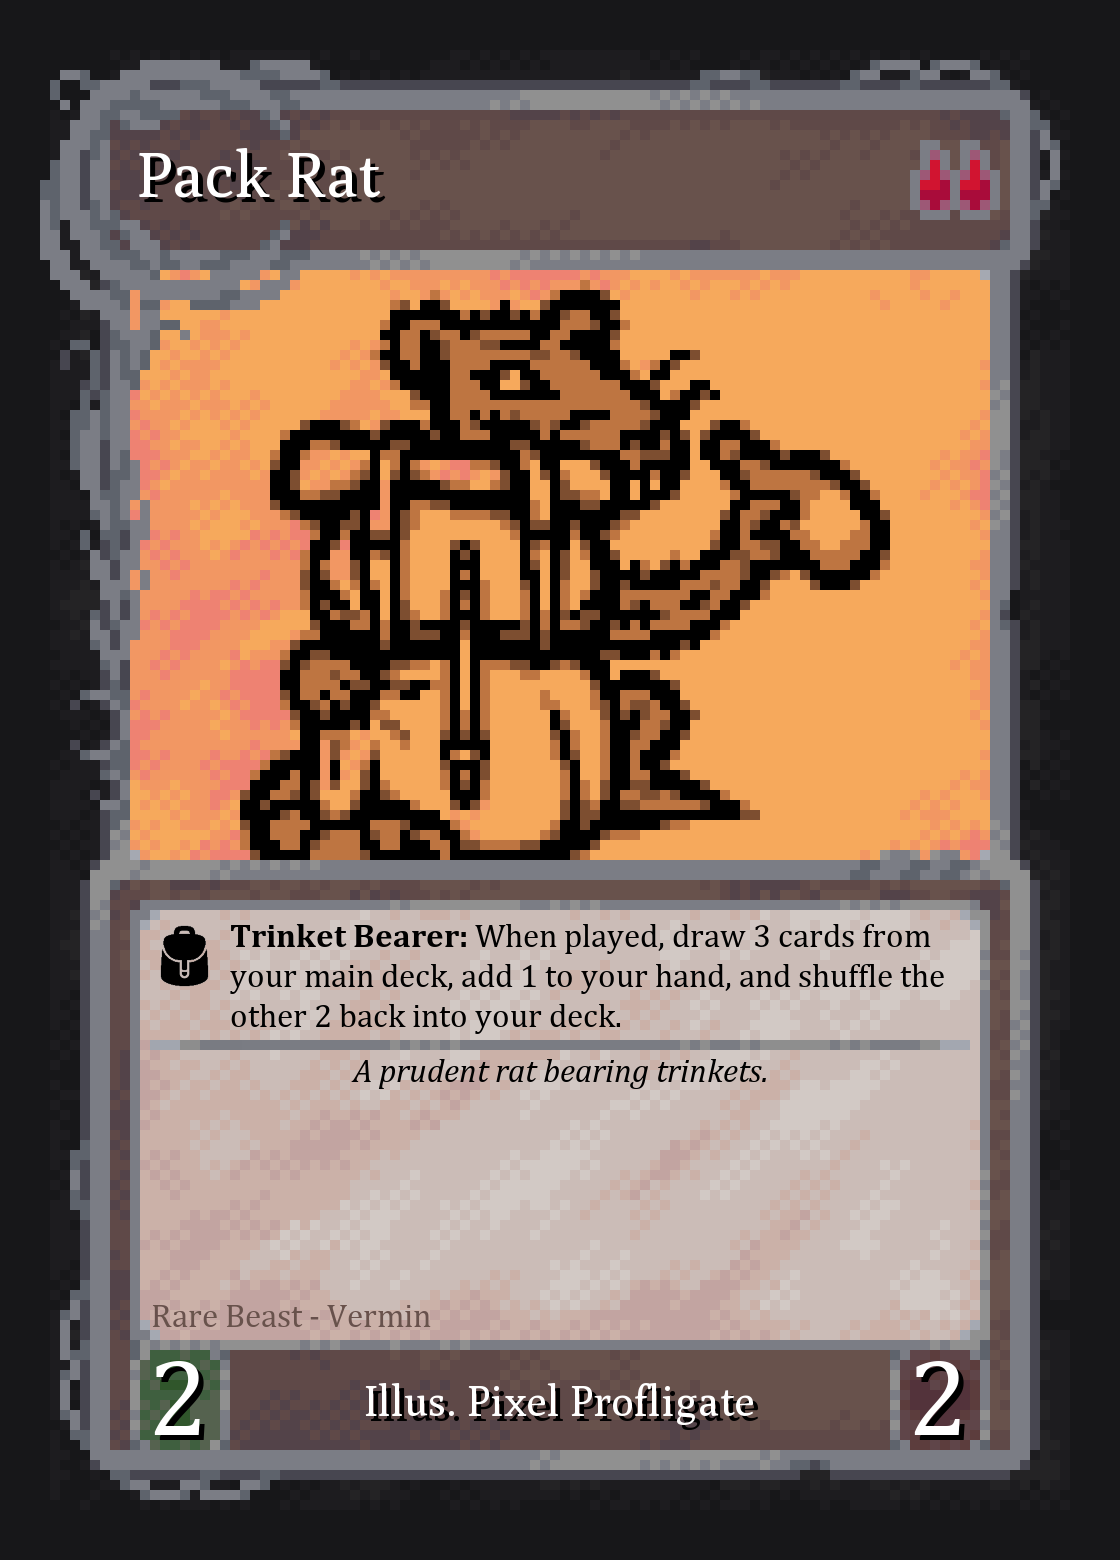 Pack Rat
Trinket Bearer: When played, draw 3 cards from
your main deck, add 1 to your hand, and shuffle the
other 2 back into your deck.
A prudent rat bearing trinkets.
Rare Beast - Vermin
2
Illus. Pixel Profligate
2